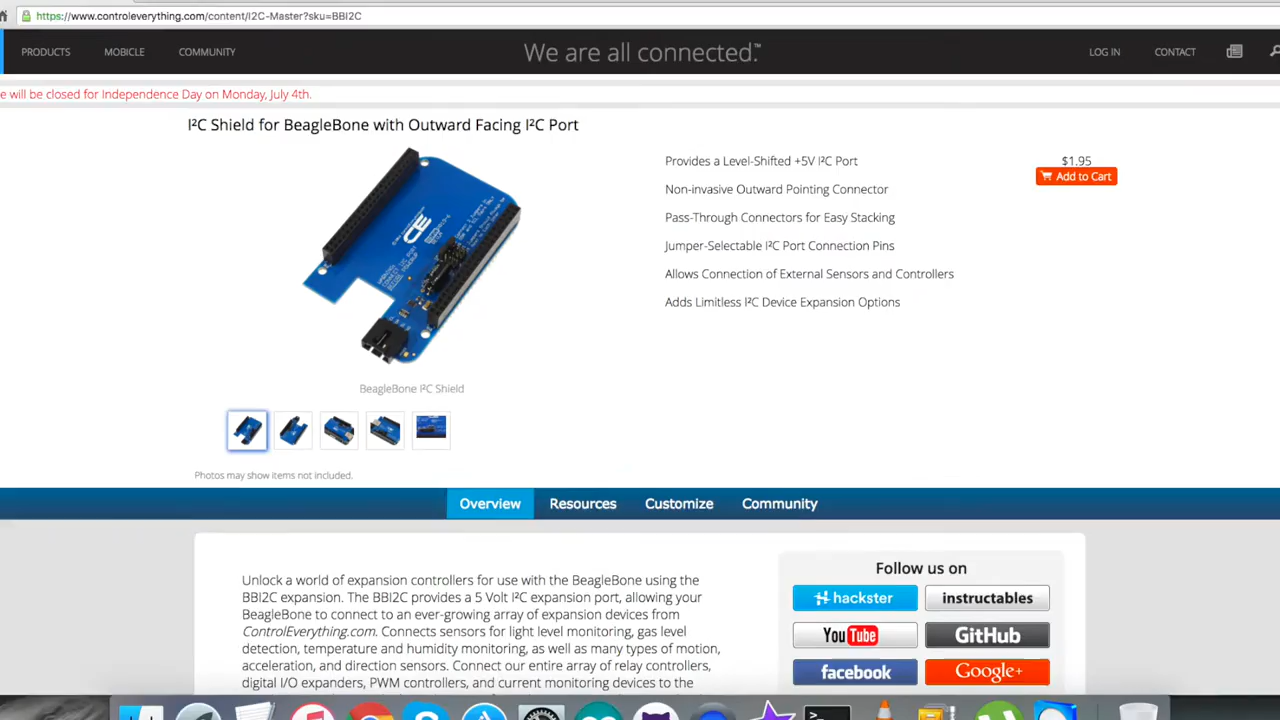 https://www.controleverything.com/content/I2C-Master?sku=BBI2C
PRODUCTS
MOBICLE
COMMUNITY
We are all connected.™
LOG IN
CONTACT
e will be closed for Independence Day on Monday, July 4th.
I²C Shield for BeagleBone with Outward Facing I²C Port
Provides a Level-Shifted +5V I²C Port
$1.95
Add to Cart
Non-invasive Outward Pointing Connector
Pass-Through Connectors for Easy Stacking
Jumper-Selectable I²C Port Connection Pins
Allows Connection of External Sensors and Controllers
Adds Limitless I²C Device Expansion Options
CE
BeagleBone I²C Shield
Photos may show items not included.
Overview
Resources
Customize
Community
Unlock a world of expansion controllers for use with the BeagleBone using the
BBI2C expansion. The BBI2C provides a 5 Volt I²C expansion port, allowing your
BeagleBone to connect to an ever-growing array of expansion devices from
ControlEverything.com. Connects sensors for light level monitoring, gas level
detection, temperature and humidity monitoring, as well as many types of motion,
acceleration, and direction sensors. Connect our entire array of relay controllers,
digital I/O expanders, PWM controllers, and current monitoring devices to the
Follow us on
hackster
instructables
YouTube
GitHub
facebook
Google+